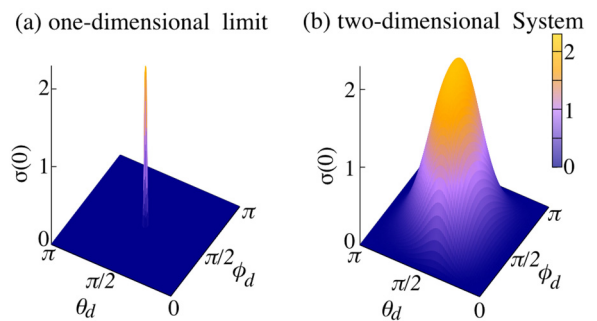 (a) one-dimensional limit
(b) two-dimensional System
σ(0)
2
1
0
π
π/2
0
θd
π/2
π
ϕd
σ(0)
2
1
0
π
π/2
0
θd
π/2
π
ϕd
2
1
0